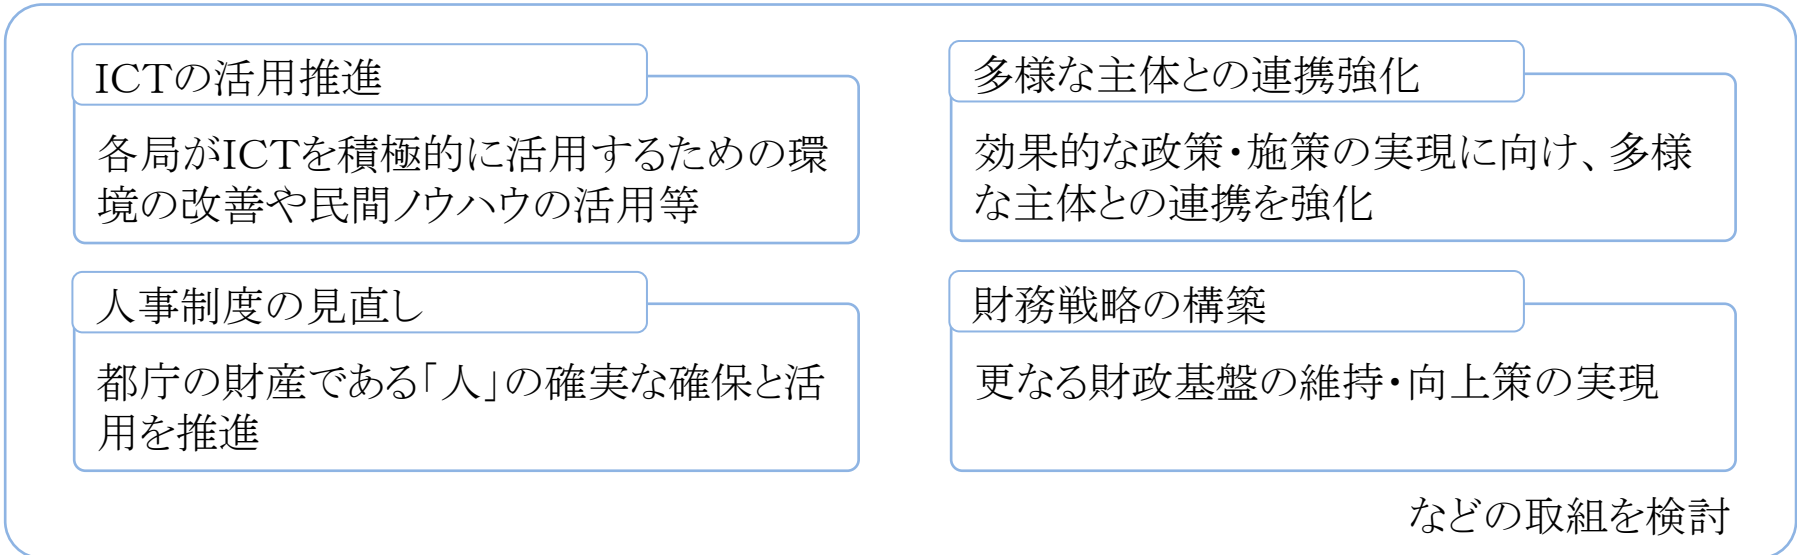 ICTの活用推進
各局がICTを積極的に活用するための環
境の改善や民間ノウハウの活用等
多様な主体との連携強化
効果的な政策・施策の実現に向け、多様
な主体との連携を強化
人事制度の見直し
都庁の財産である「人」の確実な確保と活
用を推進
財務戦略の構築
更なる財政基盤の維持・向上策の実現
などの取組を検討